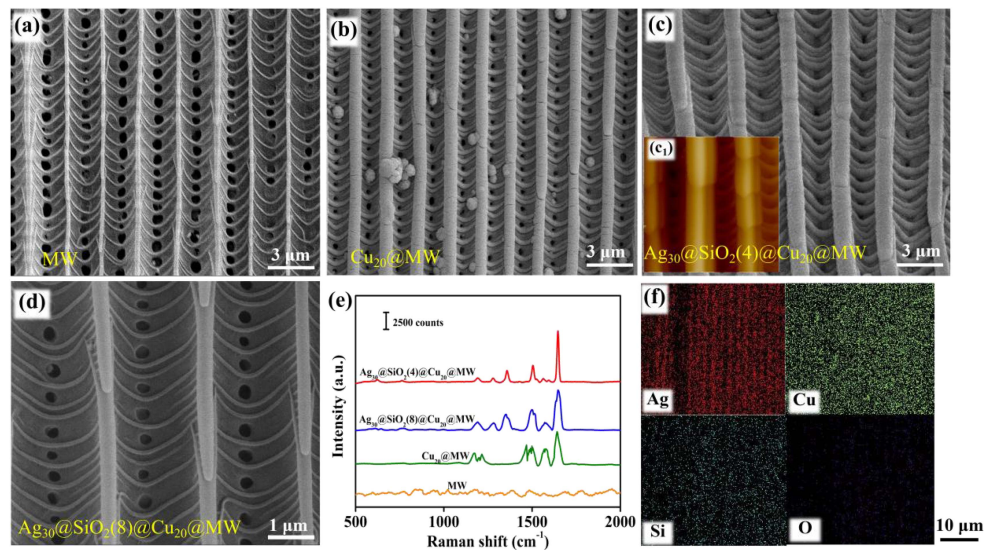 (a)
MW
3 μm
(b)
Cu₂₀@MW
3 μm
(c)
(c₁)
Ag₃₀@SiO₂(4)@Cu₂₀@MW
3 μm
(d)
Ag₃₀@SiO₂(8)@Cu₂₀@MW
1 μm
(e)
2500 counts
Ag₃₀@SiO₂(4)@Cu₂₀@MW
Ag₃₀@SiO₂(8)@Cu₂₀@MW
Cu₂₀@MW
MW
Intensity (a.u.)
500 1000 1500 2000
Raman shift (cm⁻¹)
(f)
Ag
Cu
Si
O
10 μm